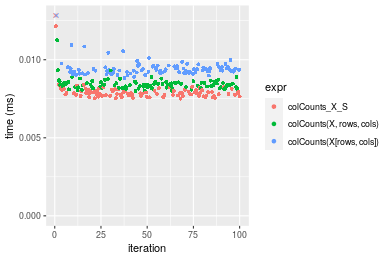 time (ms)
0.010
0.005
0.000
0
25
50
75
100
iteration
expr
colCounts_X_S
colCounts(X, rows, cols)
colCounts(X[rows, cols])